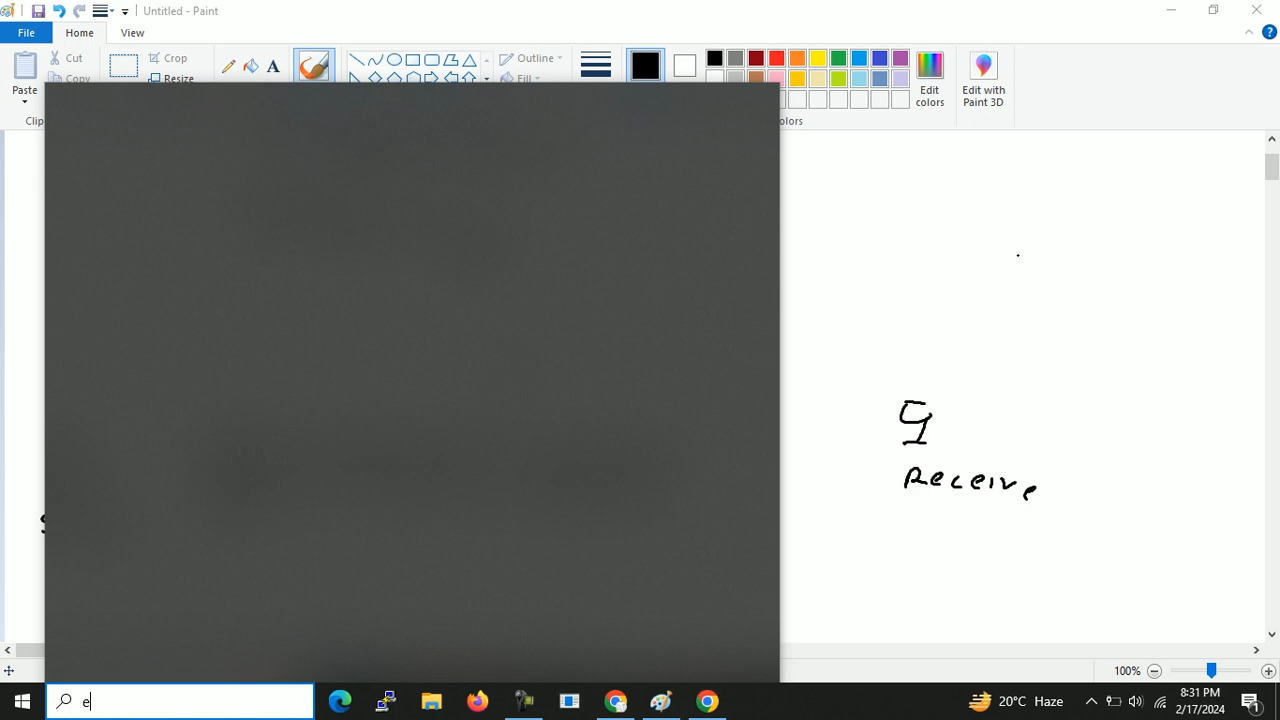 Untitled - Paint
File
Home
View
Paste
Cut
Copy
Crop
Resize
Outline
Fill
Edit colors
Edit with Paint 3D
Clip
olors
Receive
100%
e
20°C Haze
8:31 PM
2/17/2024